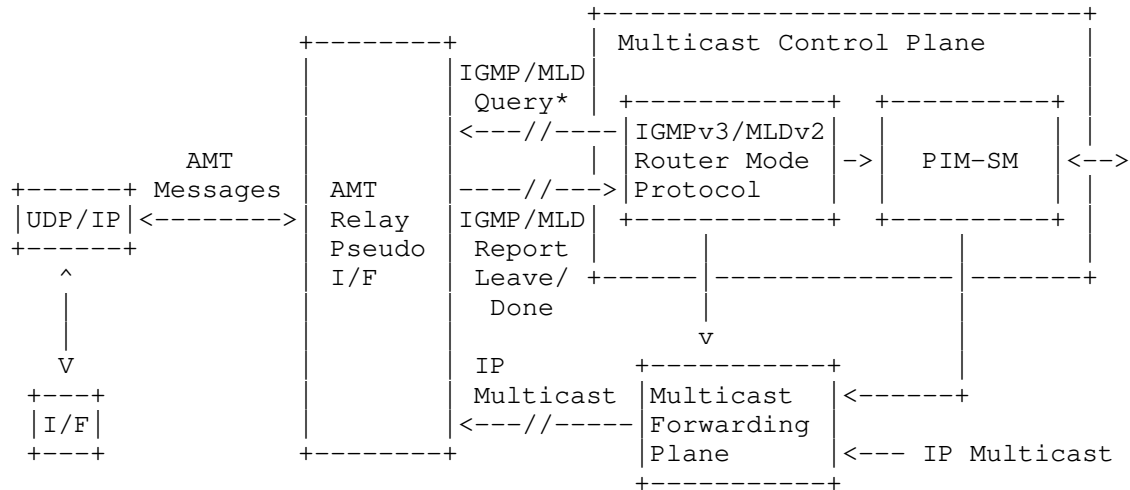 Multicast Control Plane
IGMP/MLD
Query*
IGMPv3/MLDv2
Router Mode
Protocol
PIM-SM
AMT
Messages
UDP/IP
AMT
Relay
Pseudo
I/F
IGMP/MLD
Report
Leave/
Done
V
v
I/F
IP
Multicast
Multicast
Forwarding
Plane
IP Multicast